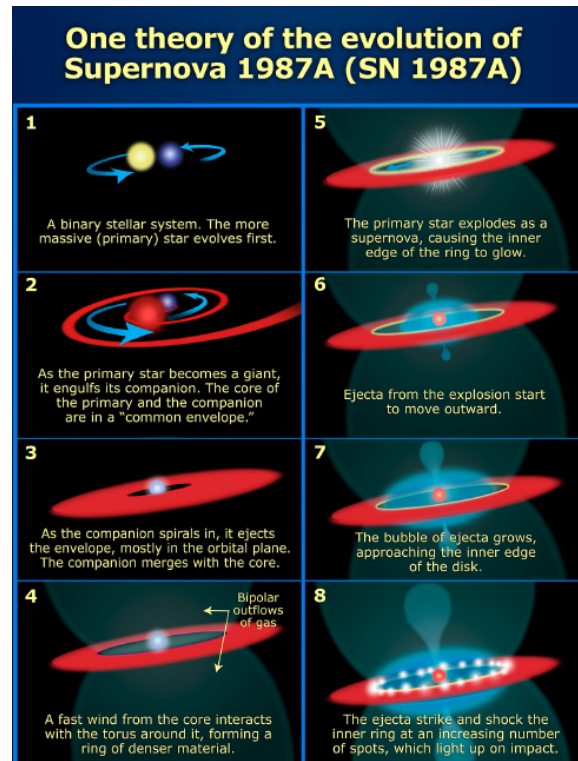 One theory of the evolution of
Supernova 1987A (SN 1987A)
1
A binary stellar system. The more
massive (primary) star evolves first.
2
As the primary star becomes a giant,
it engulfs its companion. The core of
the primary and the companion
are in a “common envelope.”
3
As the companion spirals in, it ejects
the envelope, mostly in the orbital plane.
The companion merges with the core.
4
Bipolar
outflows
of gas
A fast wind from the core interacts
with the torus around it, forming a
ring of denser material.
5
The primary star explodes as a
supernova, causing the inner
edge of the ring to glow.
6
Ejecta from the explosion start
to move outward.
7
The bubble of ejecta grows,
approaching the inner edge
of the disk.
8
The ejecta strike and shock the
inner ring at an increasing number
of spots, which light up on impact.